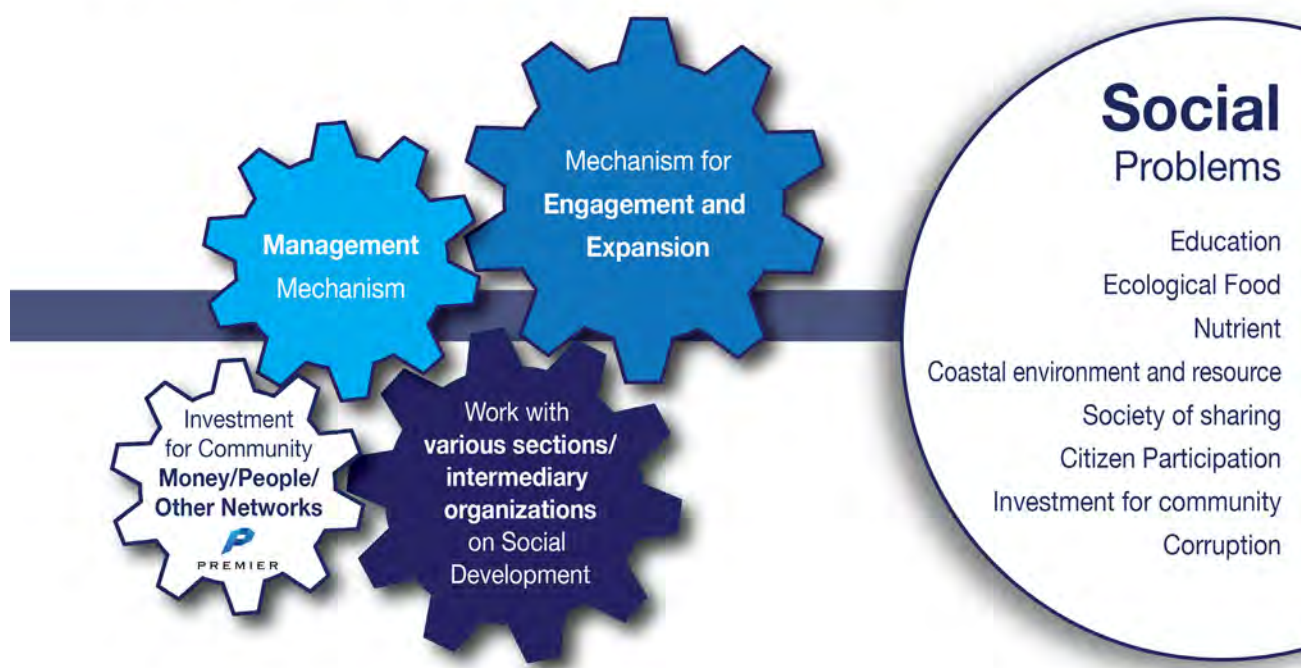 Mechanism for
Engagement and
Expansion
Management
Mechanism
Investment
for Community
Money/People/
Other Networks
PREMIER
Work with
various sections/
intermediary
organizations
on Social
Development
Social
Problems
Education
Ecological Food
Nutrient
Coastal environment and resource
Society of sharing
Citizen Participation
Investment for community
Corruption